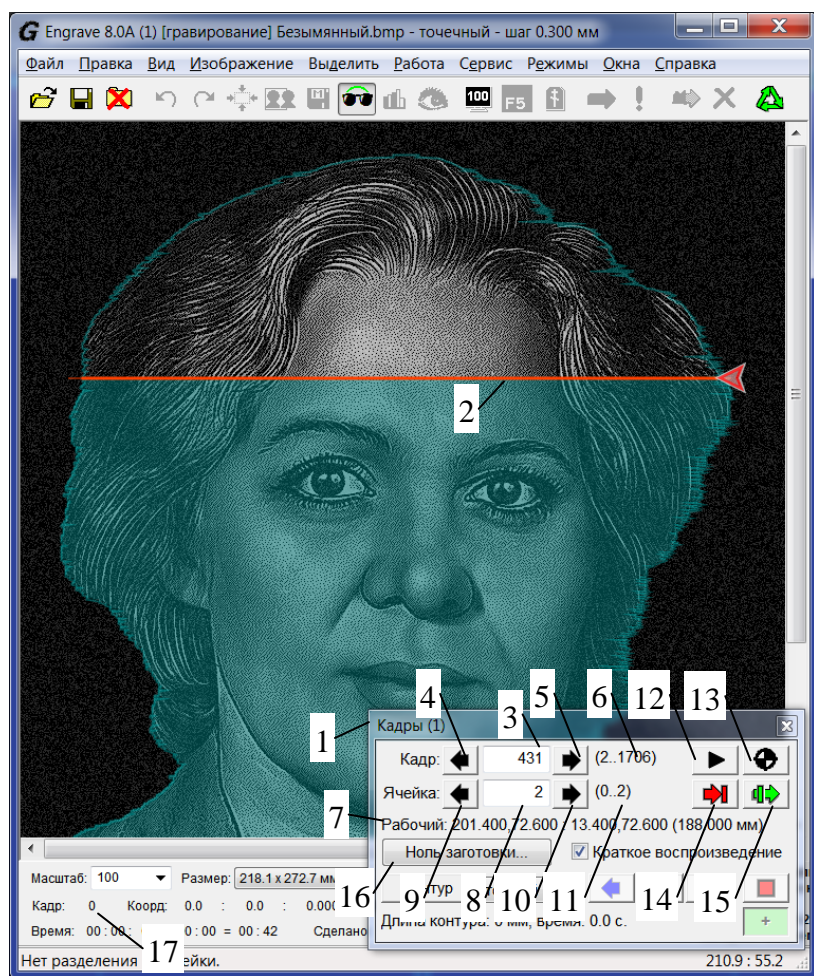 G Engrave 8.0A (1) [гравирование] Безымянный.bmp - точечный - шаг 0.300 мм
Файл Правка Вид Изображение Выделить Работа Сервис Режимы Окна Справка
100 F5
2
4 3 5 6 12 13
1 Кадры (1)
Кадр: 431 (2..1706)
Ячейка: 2 (0..2)
7 Рабочий: 201.400,72.600 - 13.400,72.600 (188.000 мм)
Ноль заготовки... Краткое воспроизведение
16 9 8 10 11 14 15
Длина контура: 0 мм, Время: 0.0 с. +
Масштаб: 100 Размер: 218.1 x 272.7 мм
Кадр: 0 Коорд: 0.0 : 0.0 : 0.000
Время: 00 : 00 : 00 : 00 = 00 : 42 Сделано
17
Нет разделения ейки. 210.9 : 55.2